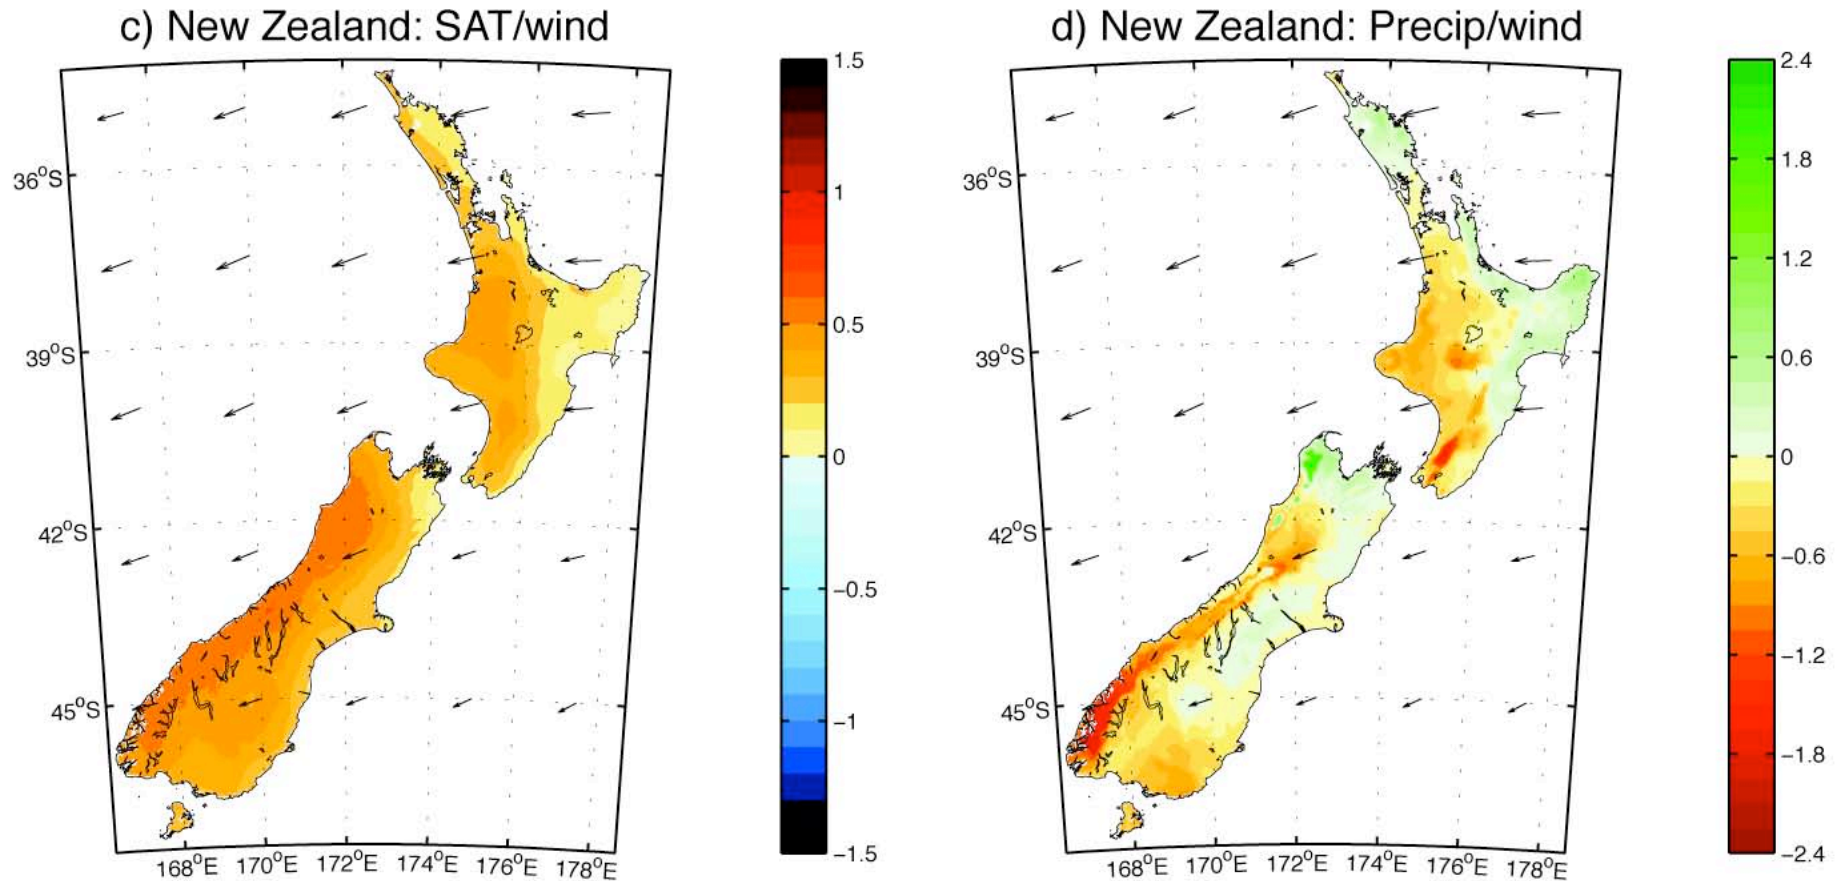 c) New Zealand: SAT/wind
1.5
1
0.5
0
−0.5
−1
−1.5
36°S
39°S
42°S
45°S
168°E 170°E 172°E 174°E 176°E 178°E
d) New Zealand: Precip/wind
2.4
1.8
1.2
0.6
0
−0.6
−1.2
−1.8
−2.4
36°S
39°S
42°S
45°S
168°E 170°E 172°E 174°E 176°E 178°E